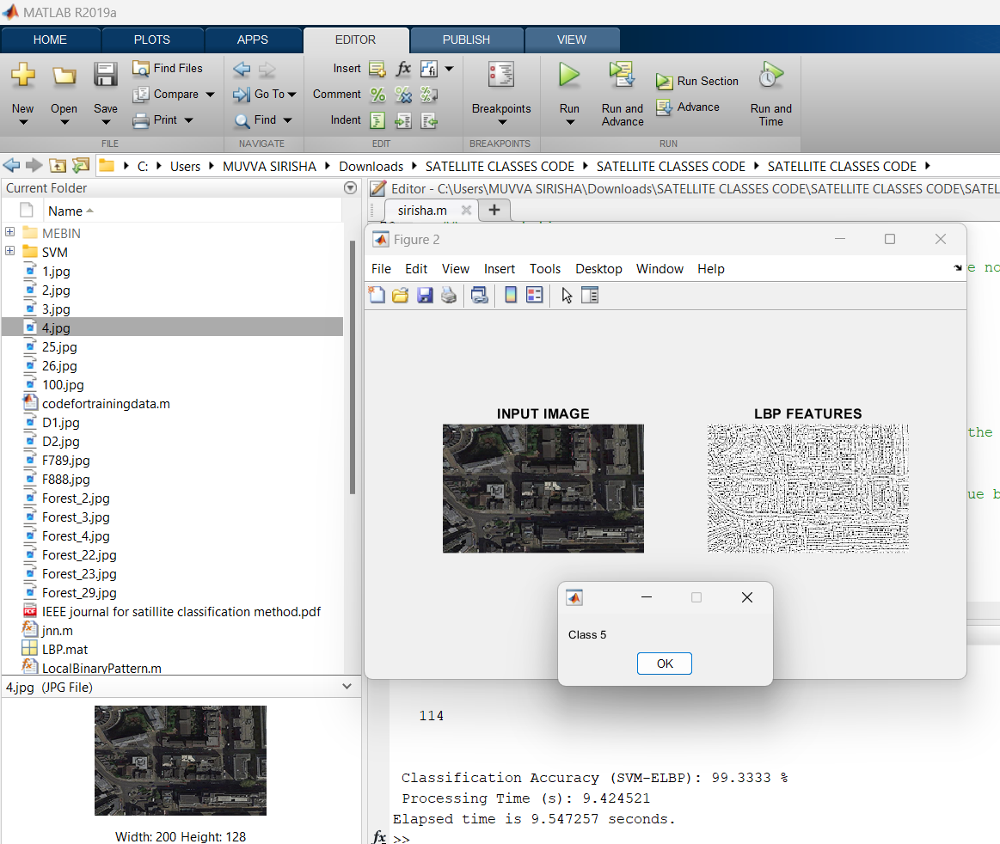 MATLAB R2019a
HOME PLOTS APPS EDITOR PUBLISH VIEW
New Open Save Find Files Compare Print
FILE
Go To Find
NAVIGATE
Insert fx fi
Comment % % %
Indent
EDIT
Breakpoints
BREAKPOINTS
Run Run and Advance Run Section Advance Run and Time
RUN
C: Users MUVVA SIRISHA Downloads SATELLITE CLASSES CODE SATELLITE CLASSES CODE SATELLITE CLASSES CODE
Current Folder
Name
MEBIN
SVM
1.jpg
2.jpg
3.jpg
4.jpg
25.jpg
26.jpg
100.jpg
codefortrainingdata.m
D1.jpg
D2.jpg
F789.jpg
F888.jpg
Forest_2.jpg
Forest_3.jpg
Forest_4.jpg
Forest_22.jpg
Forest_23.jpg
Forest_29.jpg
IEEE journal for satillite classification method.pdf
jnn.m
LBP.mat
LocalBinaryPattern.m
4.jpg (JPG File)
Width: 200 Height: 128
Editor - C:\Users\MUVVA SIRISHA\Downloads\SATELLITE CLASSES CODE\SATELLITE CLASSES CODE\SATEL
sirisha.m +
Figure 2
File Edit View Insert Tools Desktop Window Help
e no
the
ue b
INPUT IMAGE LBP FEATURES
Class 5
OK
114
Classification Accuracy (SVM-ELBP): 99.3333 %
Processing Time (s): 9.424521
Elapsed time is 9.547257 seconds.
fx >>